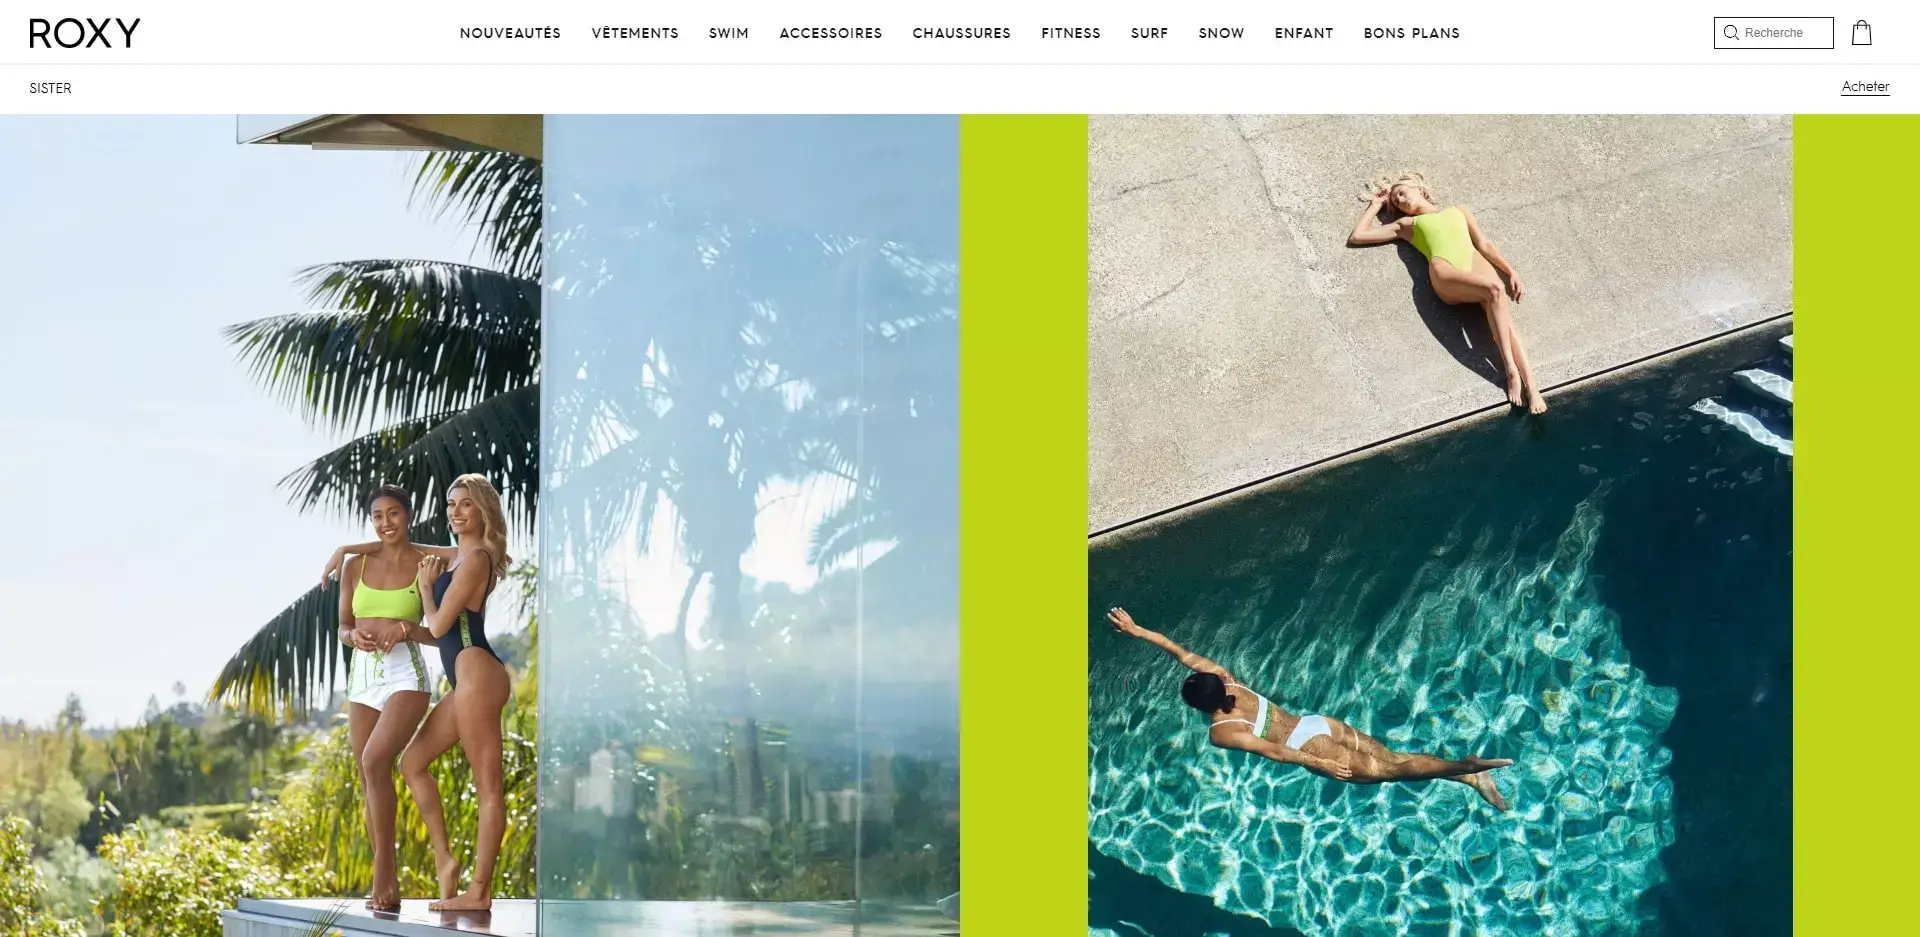 ROXY
NOUVEAUTÉS VÊTEMENTS SWIM ACCESSOIRES CHAUSSURES FITNESS SURF SNOW ENFANT BONS PLANS
Recherche
SISTER
Acheter